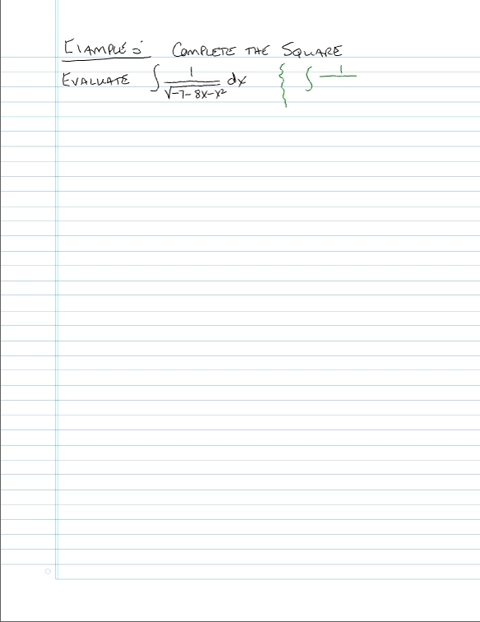 EXAMPLE: COMPLETE THE SQUARE
EVALUATE ∫ 1/√(-7-8x-x²) dx { ∫ 1/